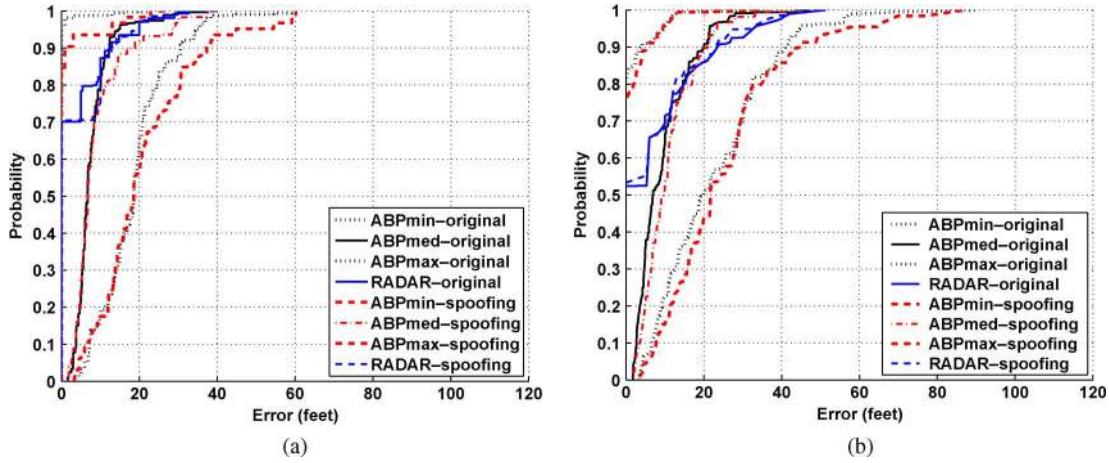 1
0.9
0.8
0.7
0.6
0.5
0.4
0.3
0.2
0.1
0
Probability
0 20 40 60 80 100 120
Error (feet)
ABPmin–original
ABPmed–original
ABPmax–original
RADAR–original
ABPmin–spoofing
ABPmed–spoofing
ABPmax–spoofing
RADAR–spoofing
(a)
1
0.9
0.8
0.7
0.6
0.5
0.4
0.3
0.2
0.1
0
Probability
0 20 40 60 80 100 120
Error (feet)
ABPmin–original
ABPmed–original
ABPmax–original
RADAR–original
ABPmin–spoofing
ABPmed–spoofing
ABPmax–spoofing
RADAR–spoofing
(b)